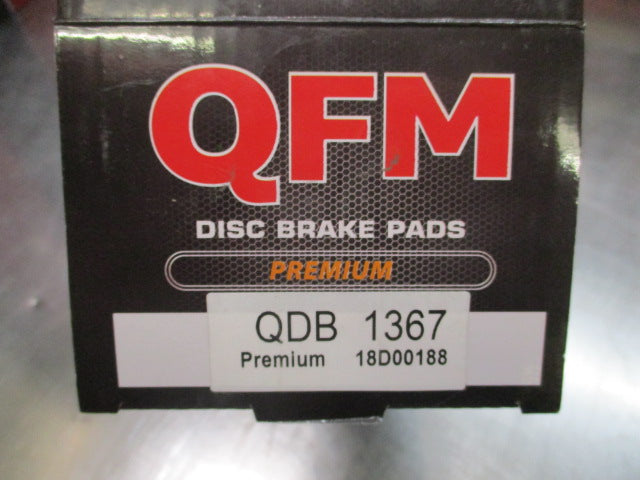 QFM
DISC BRAKE PADS
PREMIUM
QDB 1367
Premium 18D00188